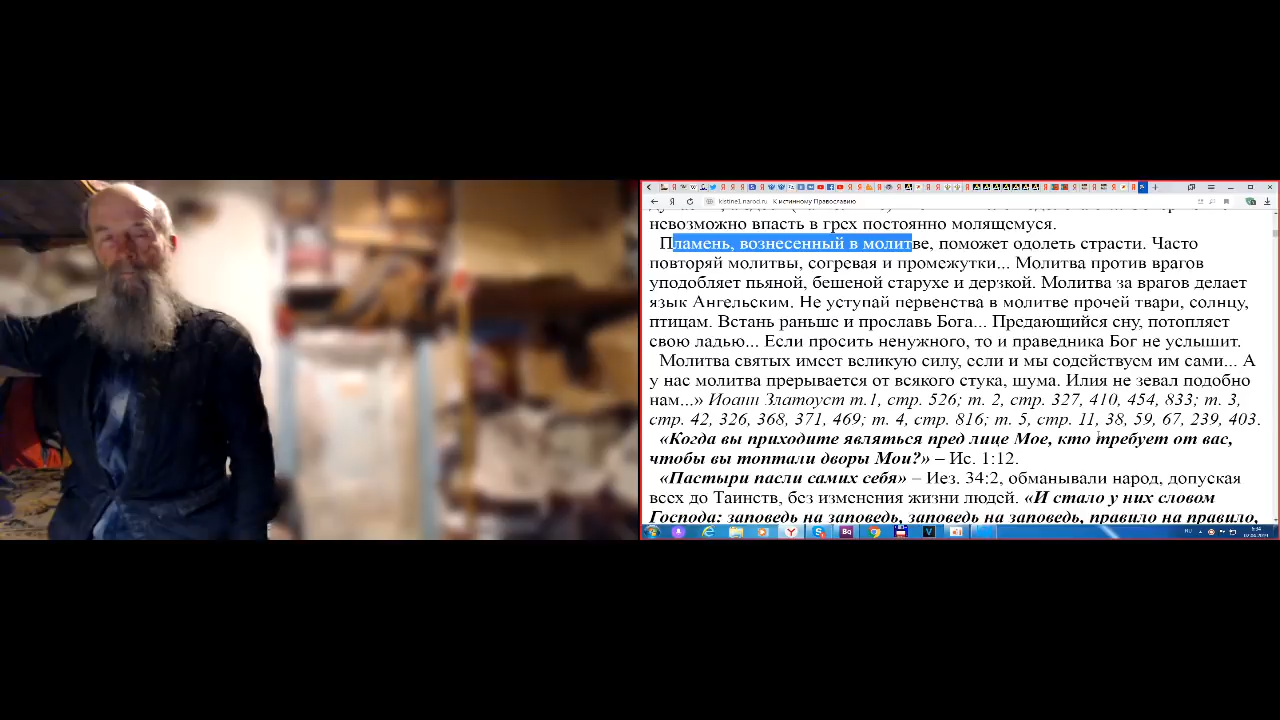 kistine1.narod.ru К истинному Православию
невозможно впасть в грех постоянно молящемуся.
Пламень, вознесенный в молитве, поможет одолеть страсти. Часто
повторяй молитвы, согревая и промежутки... Молитва против врагов
уподобляет пьяной, бешеной старухе и дерзкой. Молитва за врагов делает
язык Ангельским. Не уступай первенства в молитве прочей твари, солнцу,
птицам. Встань раньше и прославь Бога... Предающийся сну, потопляет
свою ладью... Если просить ненужного, то и праведника Бог не услышит.
Молитва святых имеет великую силу, если и мы содействуем им сами... А
у нас молитва прерывается от всякого стука, шума. Илия не зевал подобно
нам...» Иоанн Златоуст т.1, стр. 526; т. 2, стр. 327, 410, 454, 833; т. 3,
стр. 42, 326, 368, 371, 469; т. 4, стр. 816; т. 5, стр. 11, 38, 59, 67, 239, 403.
«Когда вы приходите являться пред лице Мое, кто требует от вас,
чтобы вы топтали дворы Мои?» – Ис. 1:12.
«Пастыри пасли самих себя» – Иез. 34:2, обманывали народ, допуская
всех до Таинств, без изменения жизни людей. «И стало у них словом
Господа: заповедь на заповедь, заповедь на заповедь, правило на правило,